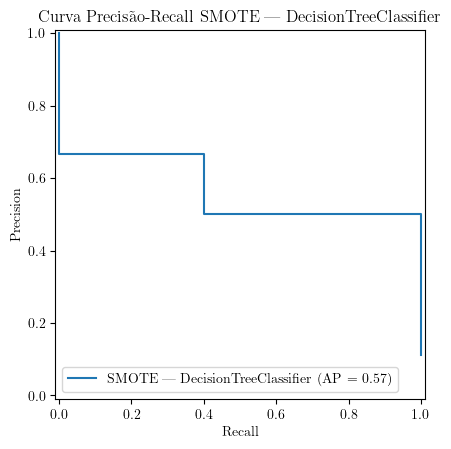 Curva Precisão-Recall SMOTE — DecisionTreeClassifier
1.0
0.8
0.6
0.4
0.2
0.0
Precision
SMOTE — DecisionTreeClassifier (AP = 0.57)
0.0 0.2 0.4 0.6 0.8 1.0
Recall